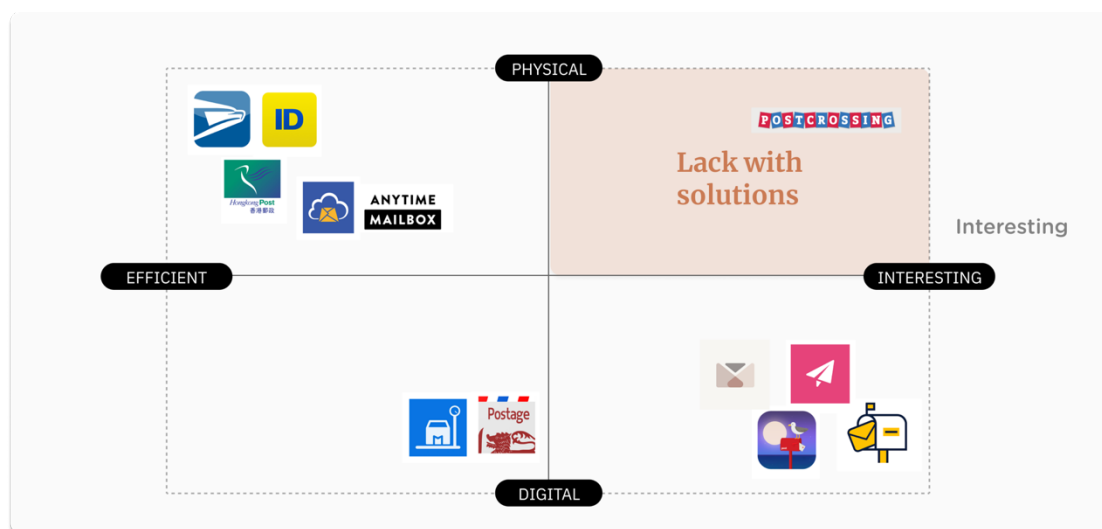 PHYSICAL
ID
POSTCROSSING
Lack with
solutions
Hongkong Post
香港郵政
ANYTIME
MAILBOX
Interesting
EFFICIENT
INTERESTING
Postage
DIGITAL